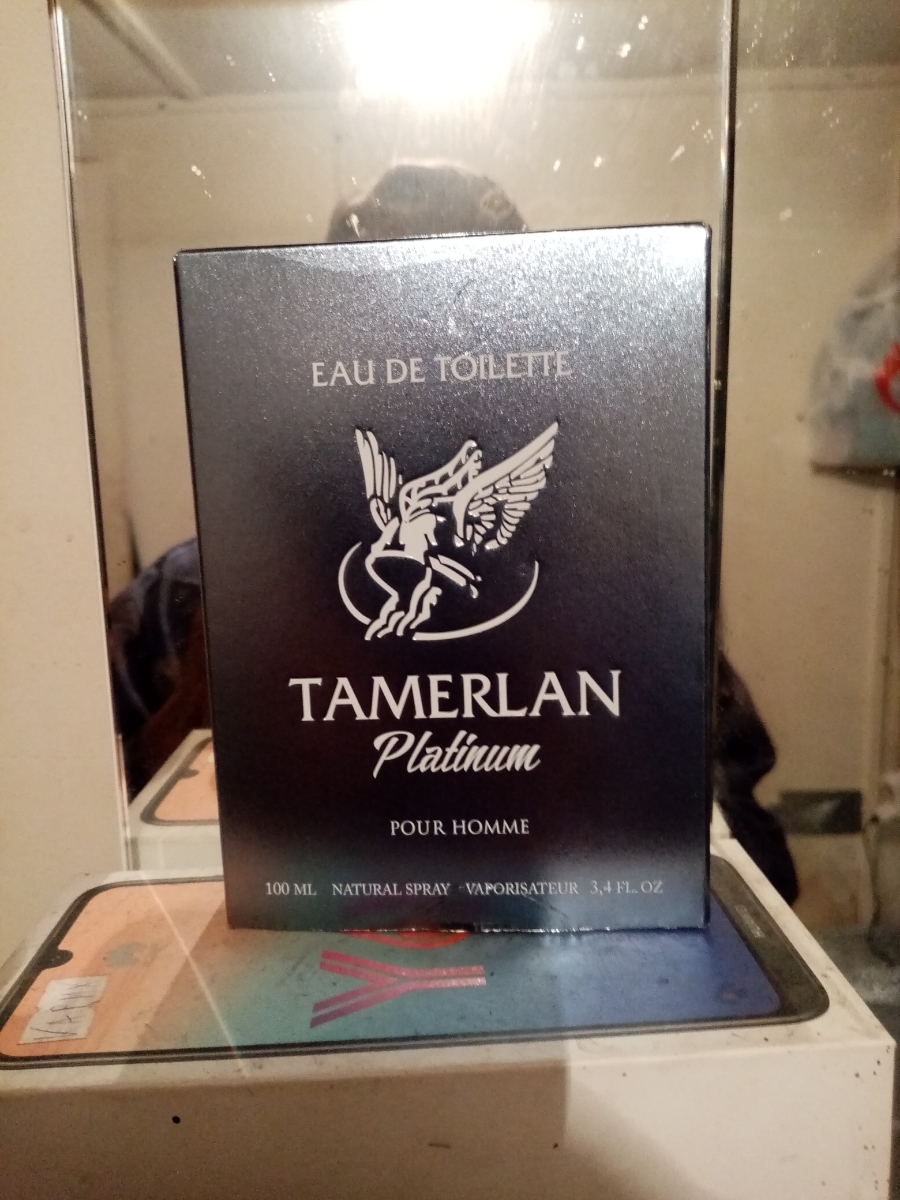 EAU DE TOILETTE
TAMERLAN
Platinum
POUR HOMME
100 ML NATURAL SPRAY VAPORISATEUR 3,4 FL. OZ